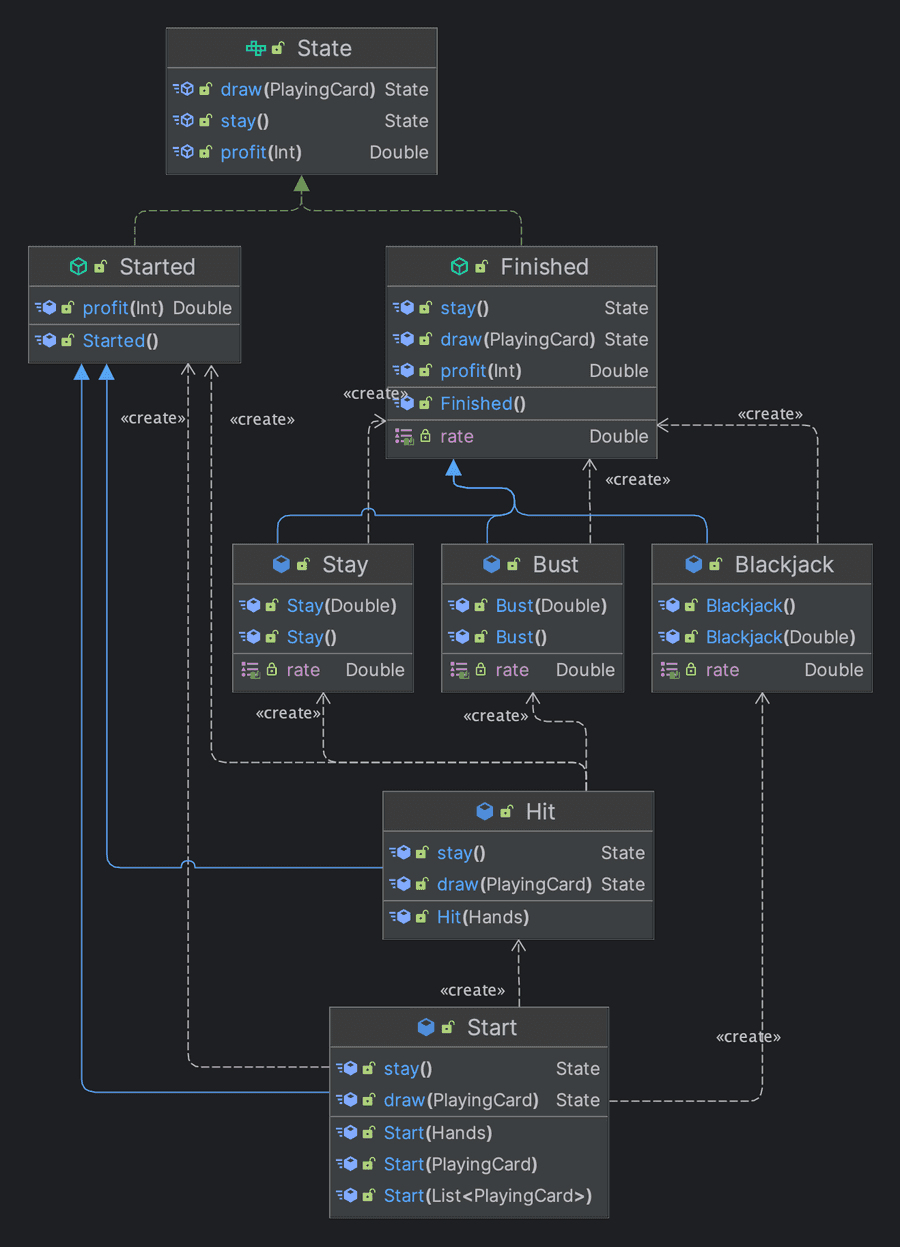 State
draw(PlayingCard) State
stay() State
profit(Int) Double
Started
profit(Int) Double
Started()
Finished
stay() State
draw(PlayingCard) State
profit(Int) Double
Finished()
rate Double
«create»
«create»
«create»
«create»
«create»
Stay
Stay(Double)
Stay()
rate Double
Bust
Bust(Double)
Bust()
rate Double
Blackjack
Blackjack()
Blackjack(Double)
rate Double
«create»
«create»
Hit
stay() State
draw(PlayingCard) State
Hit(Hands)
«create»
«create»
Start
stay() State
draw(PlayingCard) State
Start(Hands)
Start(PlayingCard)
Start(List<PlayingCard>)